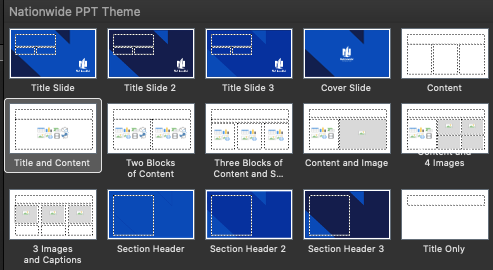 Nationwide PPT Theme
Title Slide
Title Slide 2
Title Slide 3
Cover Slide
Content
Title and Content
Two Blocks
of Content
Three Blocks of
Content and S...
Content and Image
Content and
4 Images
3 Images
and Captions
Section Header
Section Header 2
Section Header 3
Title Only